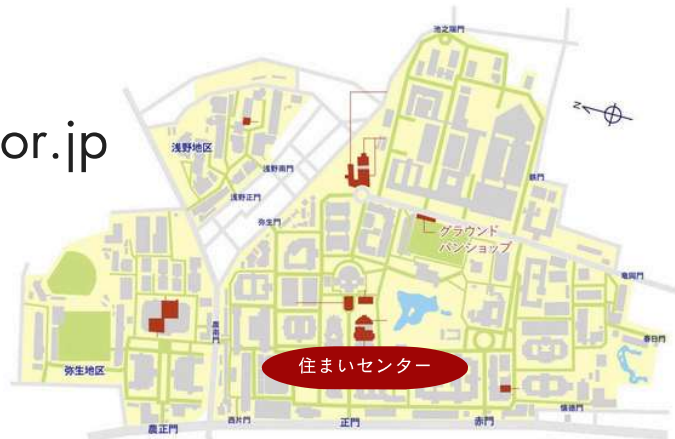 池之端門
or.jp
N
浅野地区
浅野南門
鉄門
浅野正門
弥生門
グラウンド
パンショップ
竜岡門
農南門
春日門
住まいセンター
弥生地区
西片門
正門
赤門
懐徳門
農正門